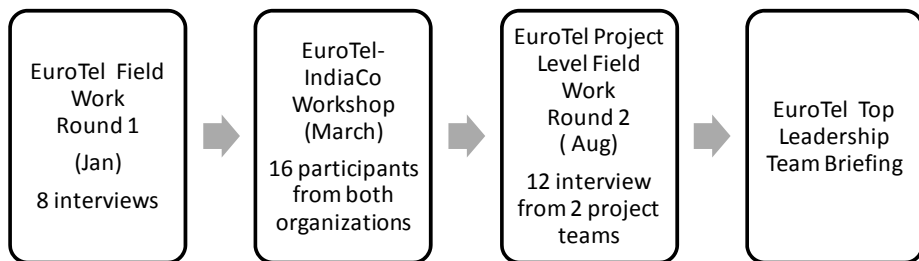 EuroTel Field
Work
Round 1
(Jan)
8 interviews
EuroTel-
IndiaCo
Workshop
(March)
16 participants
from both
organizations
EuroTel Project
Level Field
Work
Round 2
( Aug)
12 interview
from 2 project
teams
EuroTel Top
Leadership
Team Briefing